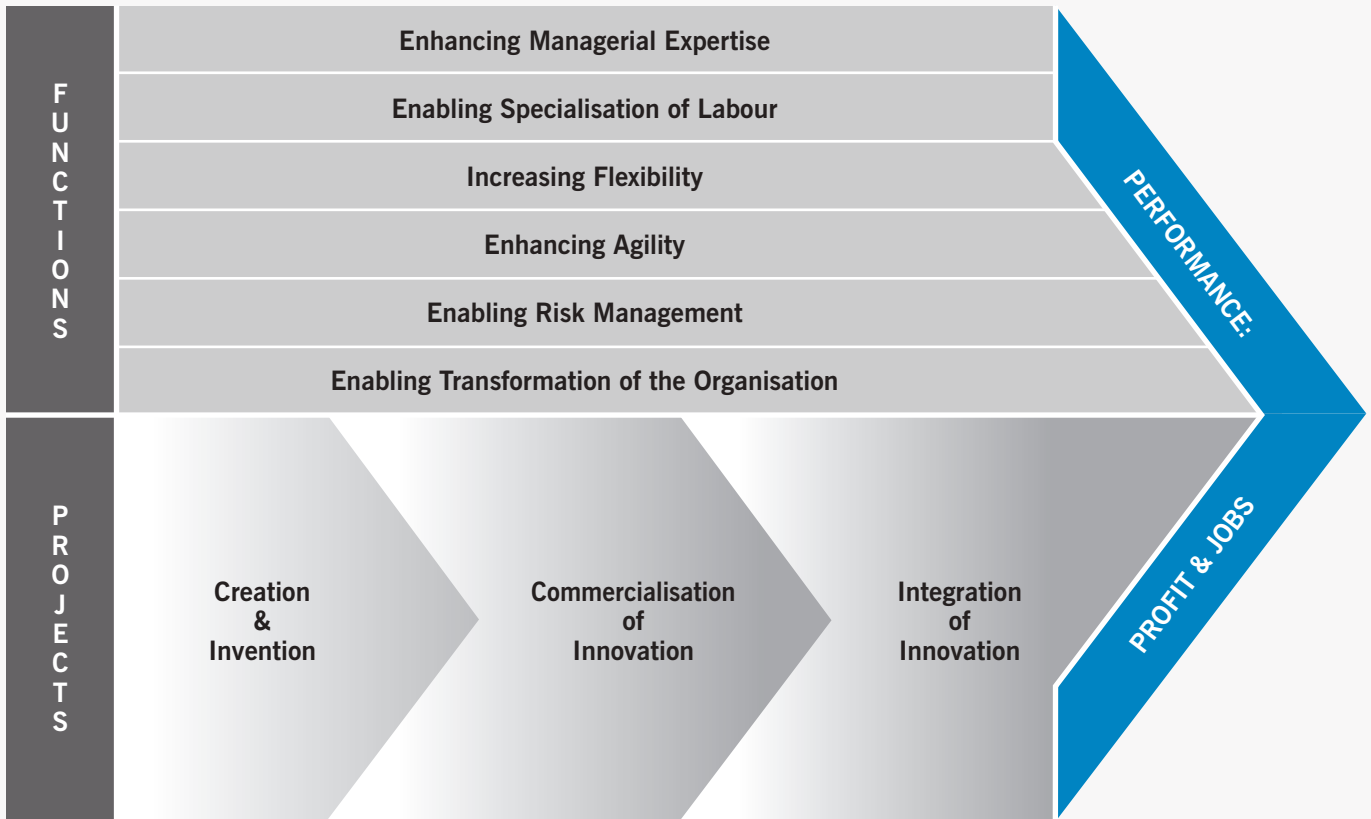 FUNCTIONS
Enhancing Managerial Expertise
Enabling Specialisation of Labour
Increasing Flexibility
Enhancing Agility
Enabling Risk Management
Enabling Transformation of the Organisation
PERFORMANCE:
PROFIT & JOBS
PROJECTS
Creation
&
Invention
Commercialisation
of
Innovation
Integration
of
Innovation